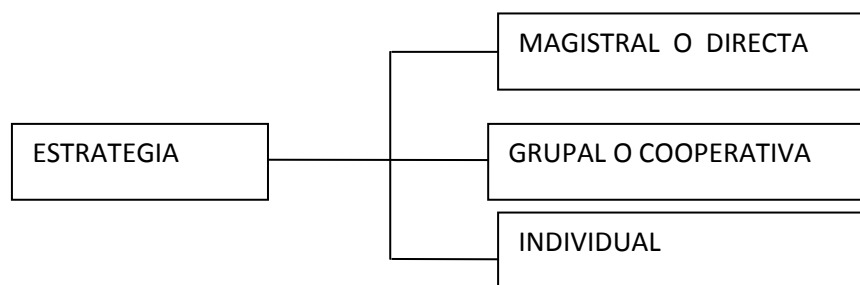 MAGISTRAL O DIRECTA
ESTRATEGIA
GRUPAL O COOPERATIVA
INDIVIDUAL